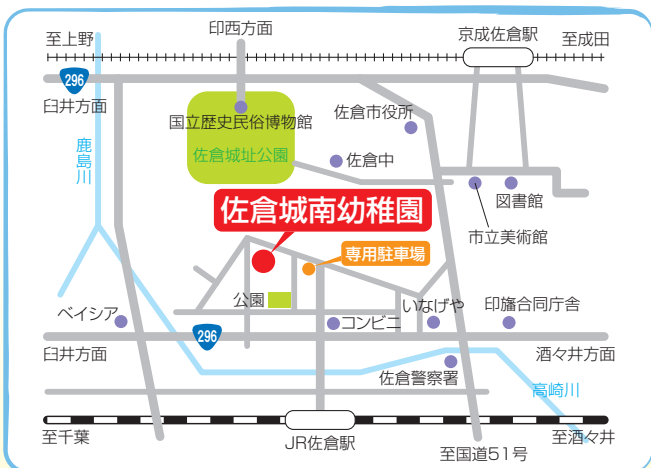 印西方面
京成佐倉駅
至上野
至成田
296
臼井方面
国立歴史民俗博物館
佐倉市役所
鹿島川
佐倉城址公園
佐倉中
図書館
佐倉城南幼稚園
市立美術館
専用駐車場
公園
いなげや
印旛合同庁舎
ベイシア
コンビニ
296
臼井方面
酒々井方面
佐倉警察署
高崎川
至千葉
JR佐倉駅
至酒々井
至国道51号